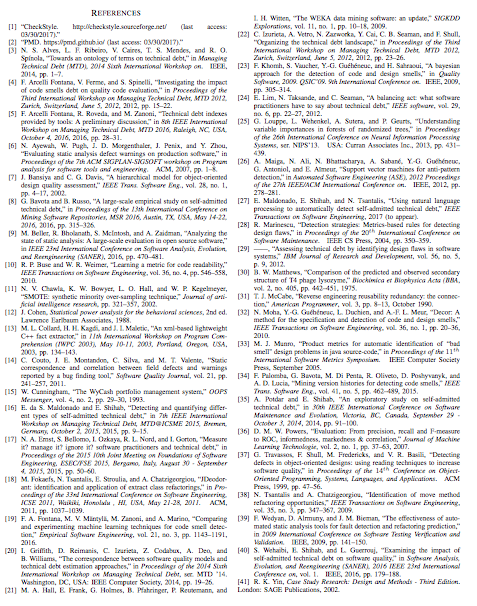 REFERENCES
[1] "CheckStyle. http://checkstyle.sourceforge.net/ (last access:
03/30/2017)."
[2] "PMD. https://pmd.github.io/ (last access: 03/30/2017)."
[3] N. S. Alves, L. F. Ribeiro, V. Caires, T. S. Mendes, and R. O.
Spínola, "Towards an ontology of terms on technical debt," in Managing
Technical Debt (MTD), 2014 Sixth International Workshop on. IEEE,
2014, pp. 1–7.
[4] F. Arcelli Fontana, V. Ferme, and S. Spinelli, "Investigating the impact
of code smells debt on quality code evaluation," in Proceedings of the
Third International Workshop on Managing Technical Debt, MTD 2012,
Zurich, Switzerland, June 5, 2012, 2012, pp. 15–22.
[5] F. Arcelli Fontana, R. Roveda, and M. Zanoni, "Technical debt indexes
provided by tools: A preliminary discussion," in 8th IEEE International
Workshop on Managing Technical Debt, MTD 2016, Raleigh, NC, USA,
October 4, 2016, 2016, pp. 28–31.
[6] N. Ayewah, W. Pugh, J. D. Morgenthaler, J. Penix, and Y. Zhou,
"Evaluating static analysis defect warnings on production software," in
Proceedings of the 7th ACM SIGPLAN-SIGSOFT workshop on Program
analysis for software tools and engineering. ACM, 2007, pp. 1–8.
[7] J. Bansiya and C. G. Davis, "A hierarchical model for object-oriented
design quality assessment," IEEE Trans. Software Eng., vol. 28, no. 1,
pp. 4–17, 2002.
[8] G. Bavota and B. Russo, "A large-scale empirical study on self-admitted
technical debt," in Proceedings of the 13th International Conference on
Mining Software Repositories, MSR 2016, Austin, TX, USA, May 14-22,
2016, 2016, pp. 315–326.
[9] M. Beller, R. Bholanath, S. McIntosh, and A. Zaidman, "Analyzing the
state of static analysis: A large-scale evaluation in open source software,"
in IEEE 23rd International Conference on Software Analysis, Evolution,
and Reengineering (SANER), 2016, pp. 470–481.
[10] R. P. Buse and W. R. Weimer, "Learning a metric for code readability,"
IEEE Transactions on Software Engineering, vol. 36, no. 4, pp. 546–558,
2010.
[11] N. V. Chawla, K. W. Bowyer, L. O. Hall, and W. P. Kegelmeyer,
"SMOTE: synthetic minority over-sampling technique," Journal of arti-
ficial intelligence research, pp. 321–357, 2002.
[12] J. Cohen, Statistical power analysis for the behavioral sciences, 2nd ed.
Lawrence Earlbaum Associates, 1988.
[13] M. L. Collard, H. H. Kagdi, and J. I. Maletic, "An xml-based lightweight
C++ fact extractor," in 11th International Workshop on Program Com-
prehension (IWPC 2003), May 10-11, 2003, Portland, Oregon, USA,
2003, pp. 134–143.
[14] C. Couto, J. E. Montandon, C. Silva, and M. T. Valente, "Static
correspondence and correlation between field defects and warnings
reported by a bug finding tool," Software Quality Journal, vol. 21, pp.
241–257, 2011.
[15] W. Cunningham, "The WyCash portfolio management system," OOPS
Messenger, vol. 4, no. 2, pp. 29–30, 1993.
[16] E. da S. Maldonado and E. Shihab, "Detecting and quantifying differ-
ent types of self-admitted technical debt," in 7th IEEE International
Workshop on Managing Technical Debt, MTD@ICSME 2015, Bremen,
Germany, October 2, 2015, 2015, pp. 9–15.
[17] N. A. Ernst, S. Bellomo, I. Ozkaya, R. L. Nord, and I. Gorton, "Measure
it? manage it? ignore it? software practitioners and technical debt," in
Proceedings of the 2015 10th Joint Meeting on Foundations of Software
Engineering, ESEC/FSE 2015, Bergamo, Italy, August 30 - September
4, 2015, 2015, pp. 50–60.
[18] M. Fokaefs, N. Tsantalis, E. Stroulia, and A. Chatzigeorgiou, "JDeodor-
ant: identification and application of extract class refactorings," in Pro-
ceedings of the 33rd International Conference on Software Engineering,
ICSE 2011, Waikiki, Honolulu , HI, USA, May 21-28, 2011. ACM,
2011, pp. 1037–1039.
[19] F. A. Fontana, M. V. Mäntylä, M. Zanoni, and A. Marino, "Comparing
and experimenting machine learning techniques for code smell detec-
tion," Empirical Software Engineering, vol. 21, no. 3, pp. 1143–1191,
2016.
[20] I. Griffith, D. Reimanis, C. Izurieta, Z. Codabux, A. Deo, and
B. Williams, "The correspondence between software quality models and
technical debt estimation approaches," in Proceedings of the 2014 Sixth
International Workshop on Managing Technical Debt, ser. MTD '14.
Washington, DC, USA: IEEE Computer Society, 2014, pp. 19–26.
[21] M. A. Hall, E. Frank, G. Holmes, B. Pfahringer, P. Reutemann, and
I. H. Witten, "The WEKA data mining software: an update," SIGKDD
Explorations, vol. 11, no. 1, pp. 10–18, 2009.
[22] C. Izurieta, A. Vetro, N. Zazworka, Y. Cai, C. B. Seaman, and F. Shull,
"Organizing the technical debt landscape," in Proceedings of the Third
International Workshop on Managing Technical Debt, MTD 2012,
Zurich, Switzerland, June 5, 2012, 2012, pp. 23–26.
[23] F. Khomh, S. Vaucher, Y.-G. Guéhéneuc, and H. Sahraoui, "A bayesian
approach for the detection of code and design smells," in Quality
Software, 2009. QSIC'09. 9th International Conference on. IEEE, 2009,
pp. 305–314.
[24] E. Lim, N. Taksande, and C. Seaman, "A balancing act: what software
practitioners have to say about technical debt," IEEE software, vol. 29,
no. 6, pp. 22–27, 2012.
[25] G. Louppe, L. Wehenkel, A. Sutera, and P. Geurts, "Understanding
variable importances in forests of randomized trees," in Proceedings
of the 26th International Conference on Neural Information Processing
Systems, ser. NIPS'13. USA: Curran Associates Inc., 2013, pp. 431–
439.
[26] A. Maiga, N. Ali, N. Bhattacharya, A. Sabané, Y.-G. Guéhéneuc,
G. Antoniol, and E. Aïmeur, "Support vector machines for anti-pattern
detection," in Automated Software Engineering (ASE), 2012 Proceedings
of the 27th IEEE/ACM International Conference on. IEEE, 2012, pp.
278–281.
[27] E. Maldonado, E. Shihab, and N. Tsantalis, "Using natural language
processing to automatically detect self-admitted technical debt," IEEE
Transactions on Software Engineering, 2017 (to appear).
[28] R. Marinescu, "Detection strategies: Metrics-based rules for detecting
design flaws," in Proceedings of the 20th International Conference on
Software Maintenance. IEEE CS Press, 2004, pp. 350–359.
[29] ——, "Assessing technical debt by identifying design flaws in software
systems," IBM Journal of Research and Development, vol. 56, no. 5,
p. 9, 2012.
[30] B. W. Matthews, "Comparison of the predicted and observed secondary
structure of T4 phage lysozyme," Biochimica et Biophysica Acta (BBA,
vol. 2, no. 405, pp. 442–451, 1975.
[31] T. J. McCabe, "Reverse engineering reusability redundancy: the connec-
tion," American Programmer, vol. 3, pp. 8–13, October 1990.
[32] N. Moha, Y.-G. Guéhéneuc, L. Duchien, and A.-F. L. Meur, "Decor: A
method for the specification and detection of code and design smells,"
IEEE Transactions on Software Engineering, vol. 36, no. 1, pp. 20–36,
2010.
[33] M. J. Munro, "Product metrics for automatic identification of "bad
smell" design problems in java source-code," in Proceedings of the 11th
International Software Metrics Symposium. IEEE Computer Society
Press, September 2005.
[34] F. Palomba, G. Bavota, M. Di Penta, R. Oliveto, D. Poshyvanyk, and
A. D. Lucia, "Mining version histories for detecting code smells," IEEE
Trans. Software Eng., vol. 41, no. 5, pp. 462–489, 2015.
[35] A. Potdar and E. Shihab, "An exploratory study on self-admitted
technical debt," in 30th IEEE International Conference on Software
Maintenance and Evolution, Victoria, BC, Canada, September 29 -
October 3, 2014, 2014, pp. 91–100.
[36] D. M. W. Powers, "Evaluation: From precision, recall and F-measure
to ROC, informedness, markedness & correlation," Journal of Machine
Learning Technologie, vol. 2, no. 1, pp. 37–63, 2007.
[37] G. Travassos, F. Shull, M. Fredericks, and V. R. Basili, "Detecting
defects in object-oriented designs: using reading techniques to increase
software quality," in Proceedings of the 14th Conference on Object-
Oriented Programming, Systems, Languages, and Applications. ACM
Press, 1999, pp. 47–56.
[38] N. Tsantalis and A. Chatzigeorgiou, "Identification of move method
refactoring opportunities," IEEE Transactions on Software Engineering,
vol. 35, no. 3, pp. 347–367, 2009.
[39] F. Wedyan, D. Alrmuny, and J. M. Bieman, "The effectiveness of auto-
mated static analysis tools for fault detection and refactoring prediction,"
in 2009 International Conference on Software Testing Verification and
Validation. IEEE, 2009, pp. 141–150.
[40] S. Wehaibi, E. Shihab, and L. Guerrouj, "Examining the impact of
self-admitted technical debt on software quality," in Software Analysis,
Evolution, and Reengineering (SANER), 2016 IEEE 23rd International
Conference on, vol. 1. IEEE, 2016, pp. 179–188.
[41] R. K. Yin, Case Study Research: Design and Methods - Third Edition.
London: SAGE Publications, 2002.